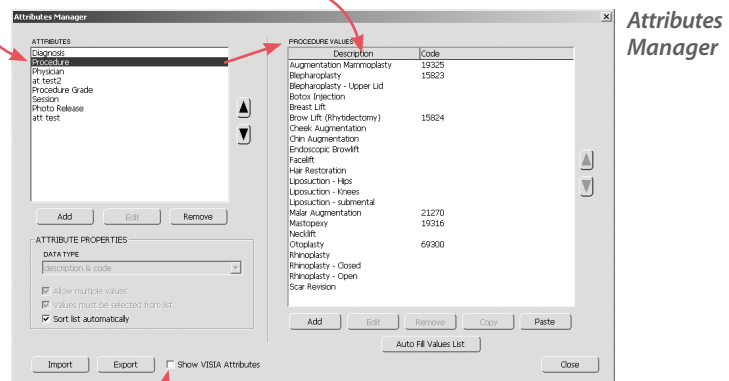 Attributes Manager
Attributes
Manager
ATTRIBUTES
Diagnosis
Procedure
Physician
at test2
Procedure Grade
Session
Photo Release
att test
Add Edit Remove
ATTRIBUTE PROPERTIES
DATA TYPE
description & code
Allow multiple values
Values must be selected from list
Sort list automatically
PROCEDURE VALUES
Description Code
Augmentation Mammoplasty 19325
Blepharoplasty 15823
Blepharoplasty - Upper Lid
Botox Injection
Breast Lift
Brow Lift (Rhytidectomy) 15824
Cheek Augmentation
Chin Augmentation
Endoscopic Browlift
Facelift
Hair Restoration
Liposuction - Hips
Liposuction - Knees
Liposuction - submental
Malar Augmentation 21270
Mastopexy 19316
Necklift
Otoplasty 69300
Rhinoplasty
Rhinoplasty - Closed
Rhinoplasty - Open
Scar Revision
Add Edit Remove Copy Paste
Auto Fill Values List
Import Export Show VISIA Attributes Close